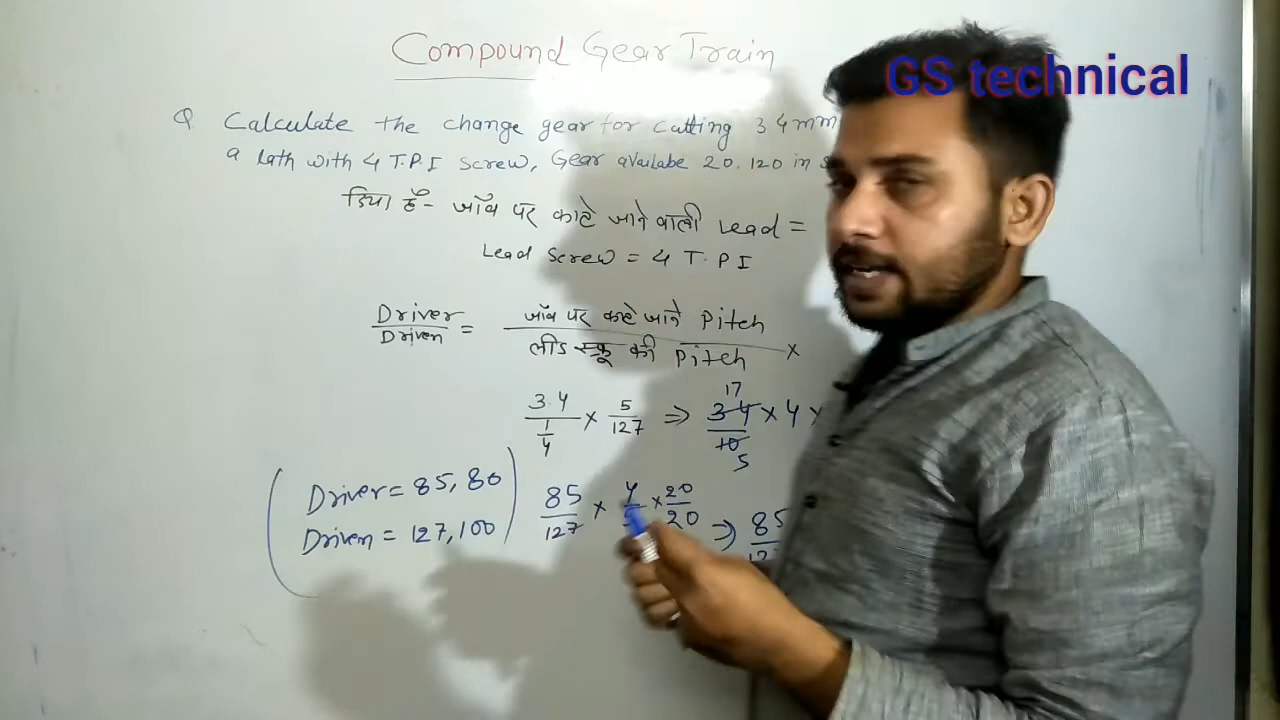 Compound Gear Train
GS technical
Q Calculate the change gear for cutting 3 4 mm
a lath with 4 T.P.I screw, Gear availabe 20.120 in s
दिया है- जॉब पर काटे जाने वाली Lead =
Lead screw = 4 T.P.I
Driver/Driven = जॉब पर काटे जाने Pitch/लीड स्क्रू की Pitch ×
3.4/(1/4) × 5/127 ⇒ 34/10 × 4 ×
17
5
Driver = 85, 80
Driven = 127, 100
85/127 × 4/5 × 20/20 ⇒ 85